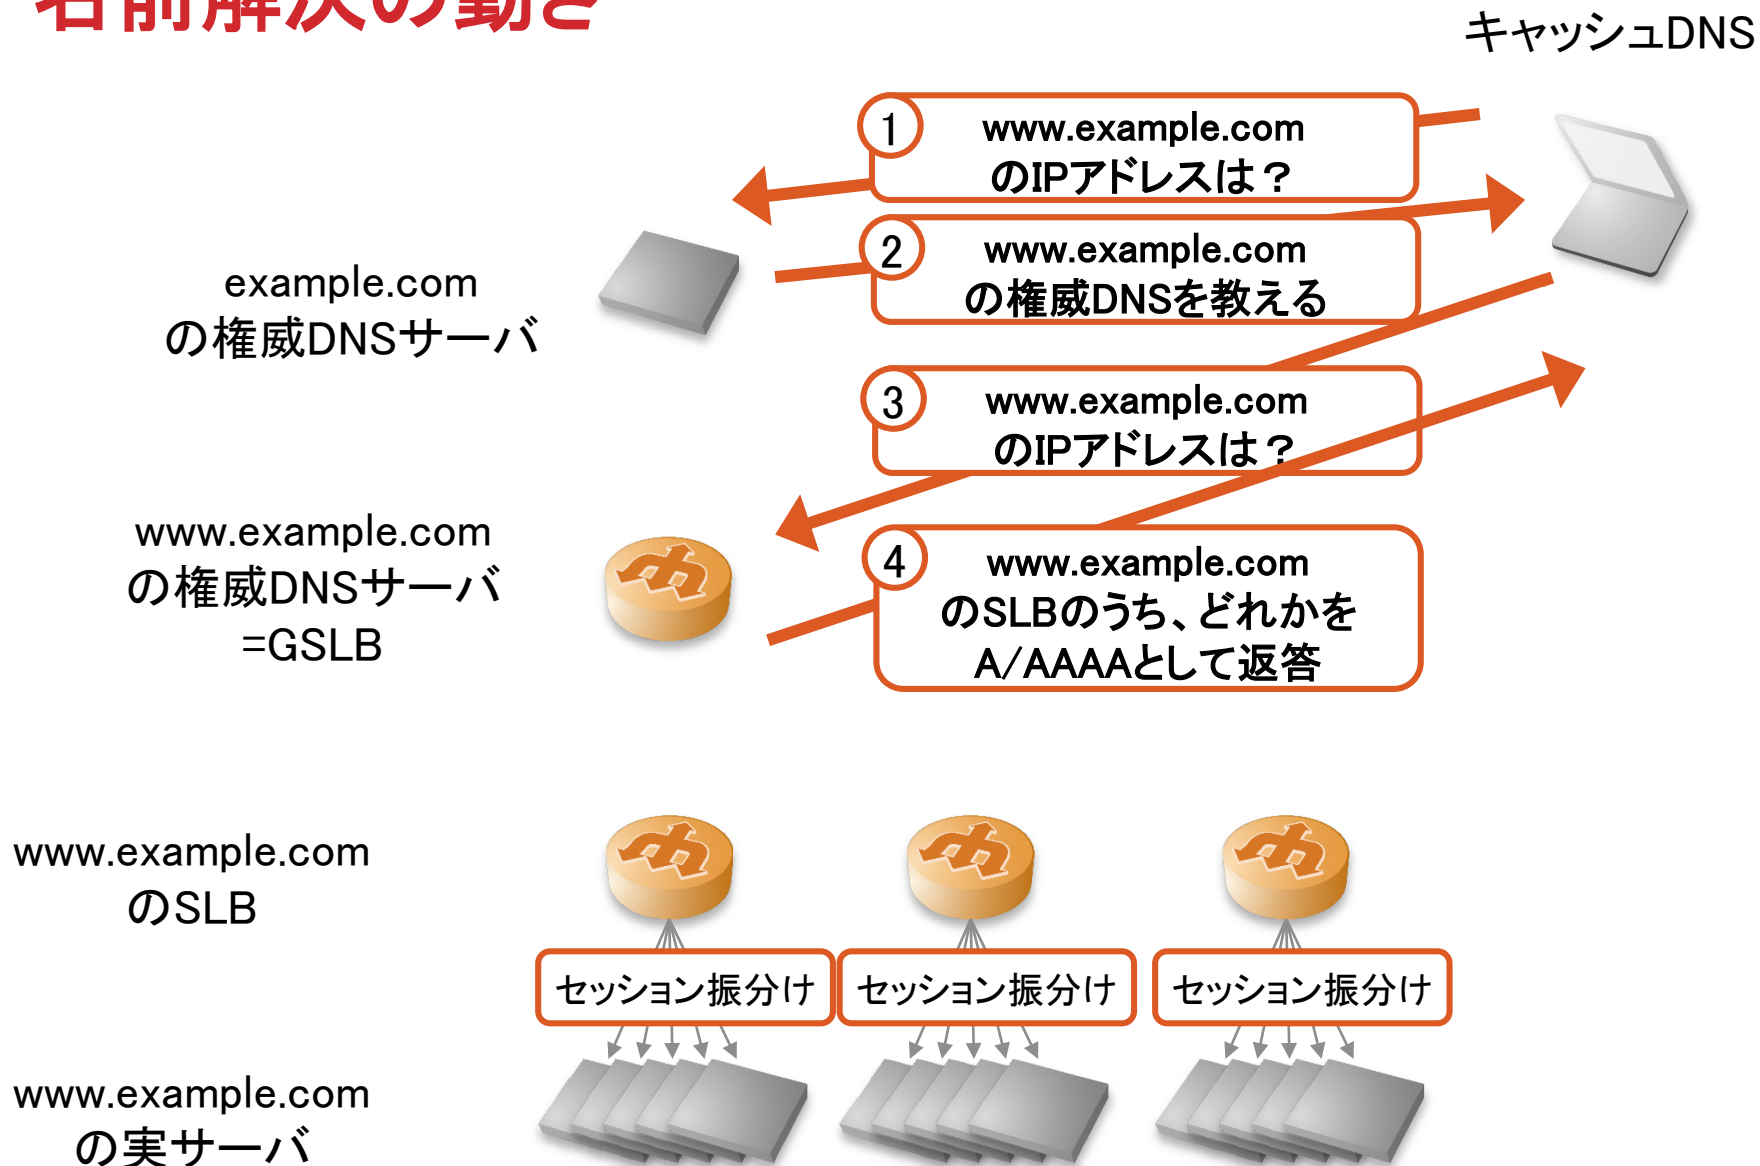 名前解決の動き
キャッシュDNS
1
www.example.com
のIPアドレスは？
2
www.example.com
の権威DNSを教える
example.com
の権威DNSサーバ
3
www.example.com
のIPアドレスは？
www.example.com
の権威DNSサーバ
=GSLB
4
www.example.com
のSLBのうち、どれかを
A/AAAAとして返答
www.example.com
のSLB
セッション振分け
セッション振分け
セッション振分け
www.example.com
の実サーバ